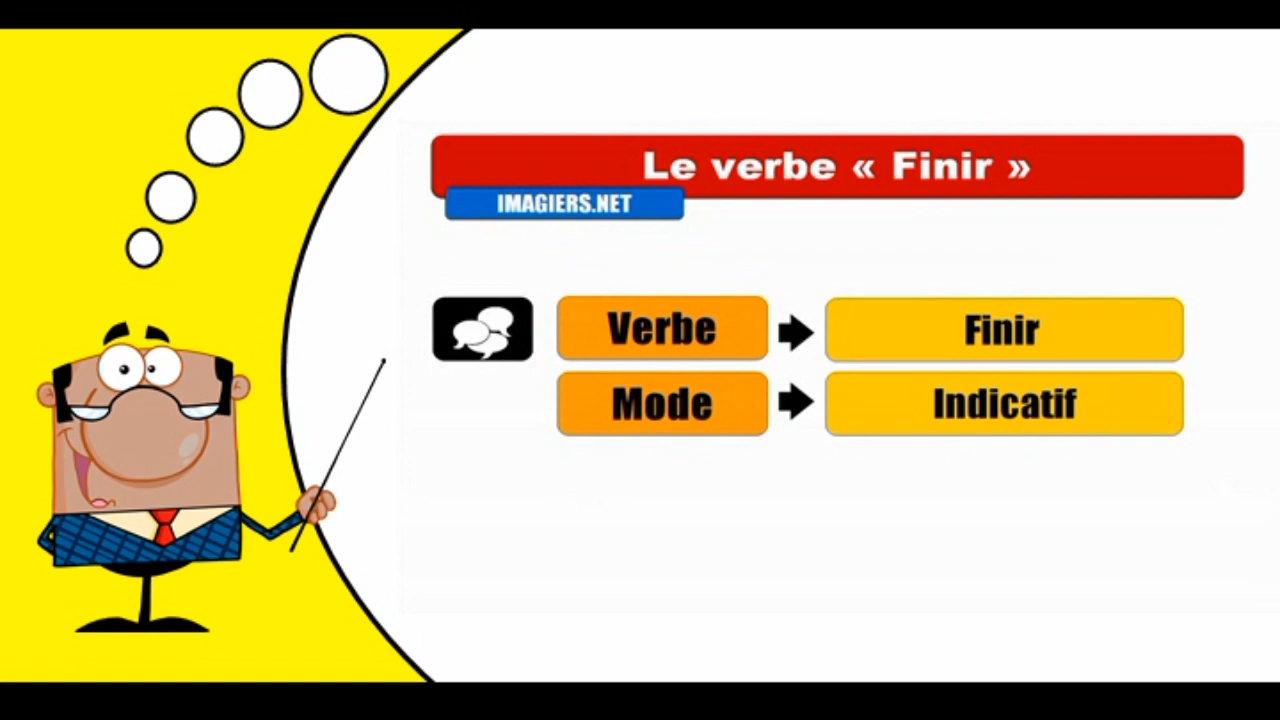 Le verbe « Finir »
IMAGIERS.NET
Verbe Finir
Mode Indicatif